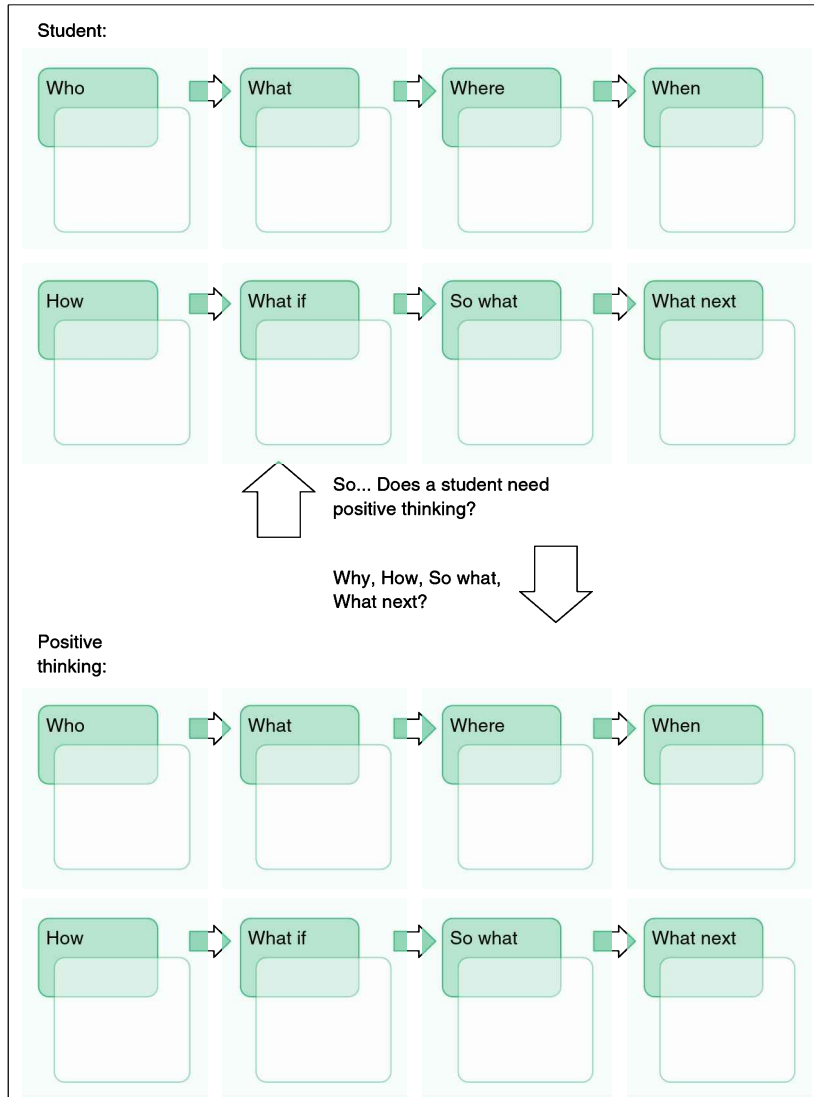 Student:
Who
What
Where
When
How
What if
So what
What next
So... Does a student need
positive thinking?
Why, How, So what,
What next?
Positive
thinking:
Who
What
Where
When
How
What if
So what
What next